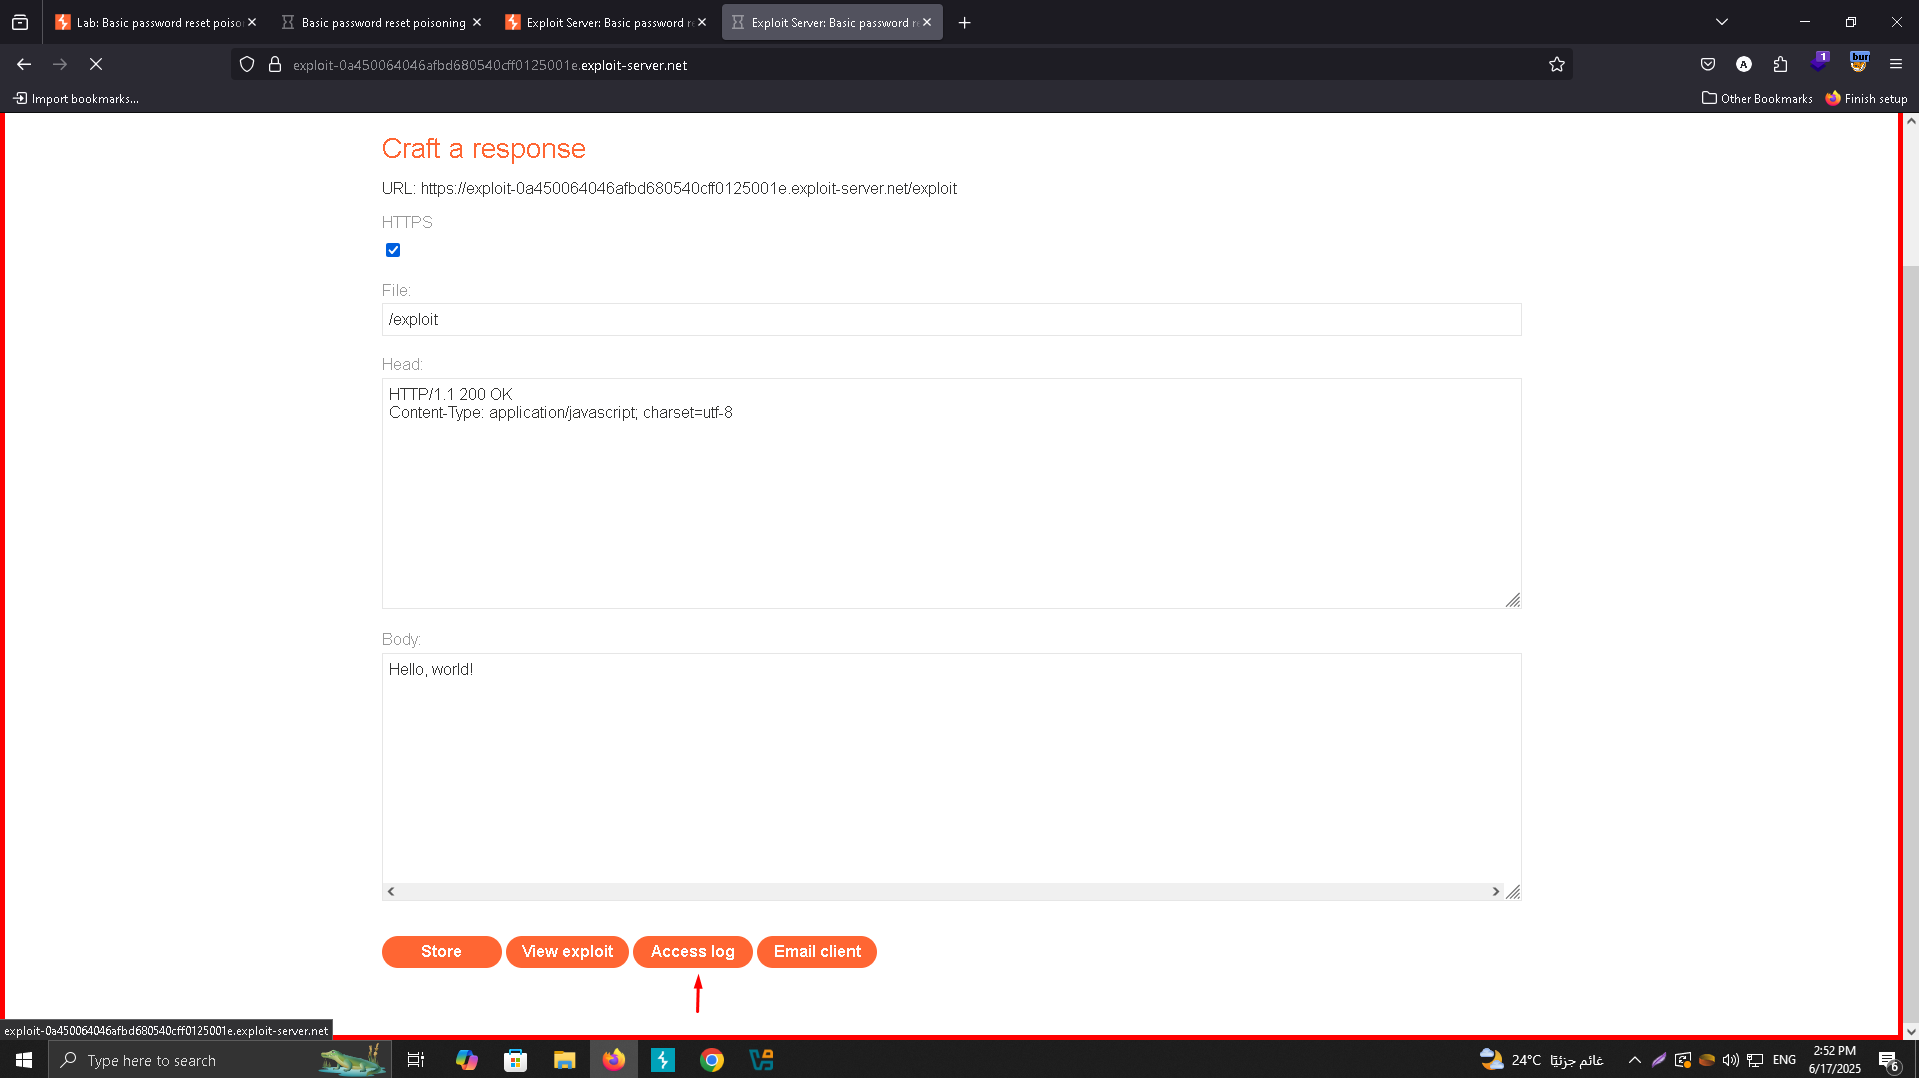 Lab: Basic password reset poiso
Basic password reset poisoning
Exploit Server: Basic password re
Exploit Server: Basic password re
exploit-0a450064046afbd680540cff0125001e.exploit-server.net
1
bur
A
Import bookmarks...
Other Bookmarks
Finish setup
Craft a response
URL: https://exploit-0a450064046afbd680540cff0125001e.exploit-server.net/exploit
HTTPS
File:
/exploit
Head:
HTTP/1.1 200 OK
Content-Type: application/javascript; charset=utf-8
Body:
Hello, world!
Store
View exploit
Access log
Email client
exploit-0a450064046afbd680540cff0125001e.exploit-server.net
Type here to search
24°C غائم جزئيًا
ENG
2:52 PM
6/17/2025
6